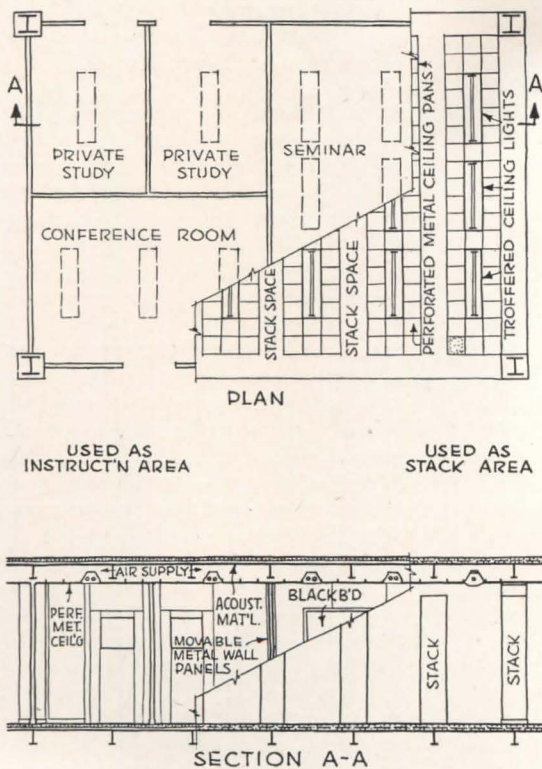 A
A
PRIVATE
STUDY
PRIVATE
STUDY
SEMINAR
CONFERENCE ROOM
STACK SPACE
STACK SPACE
PERFORATED METAL CEILING PANS
TROFFERED CEILING LIGHTS
PLAN
USED AS
INSTRUCT'N AREA
USED AS
STACK AREA
AIR SUPPLY
PERF.
MET.
CEIL'G
ACOUST.
MAT'L.
MOVABLE
METAL WALL
PANELS
BLACKB'D
STACK
STACK
SECTION A-A